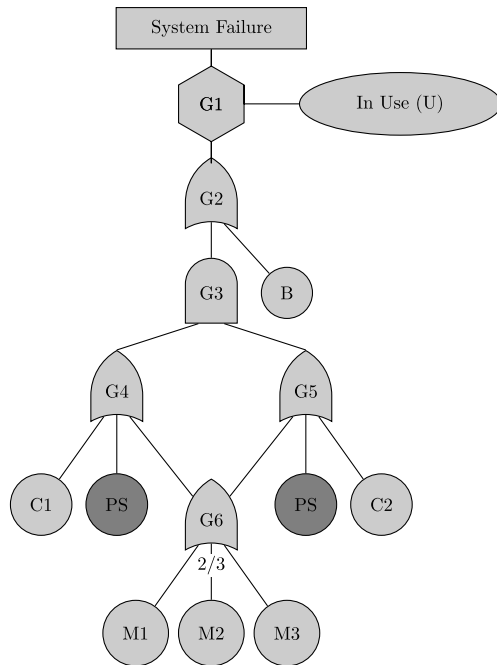 System Failure
G1
In Use (U)
G2
G3
B
G4
G5
C1
PS
PS
C2
G6
2/3
M1
M2
M3